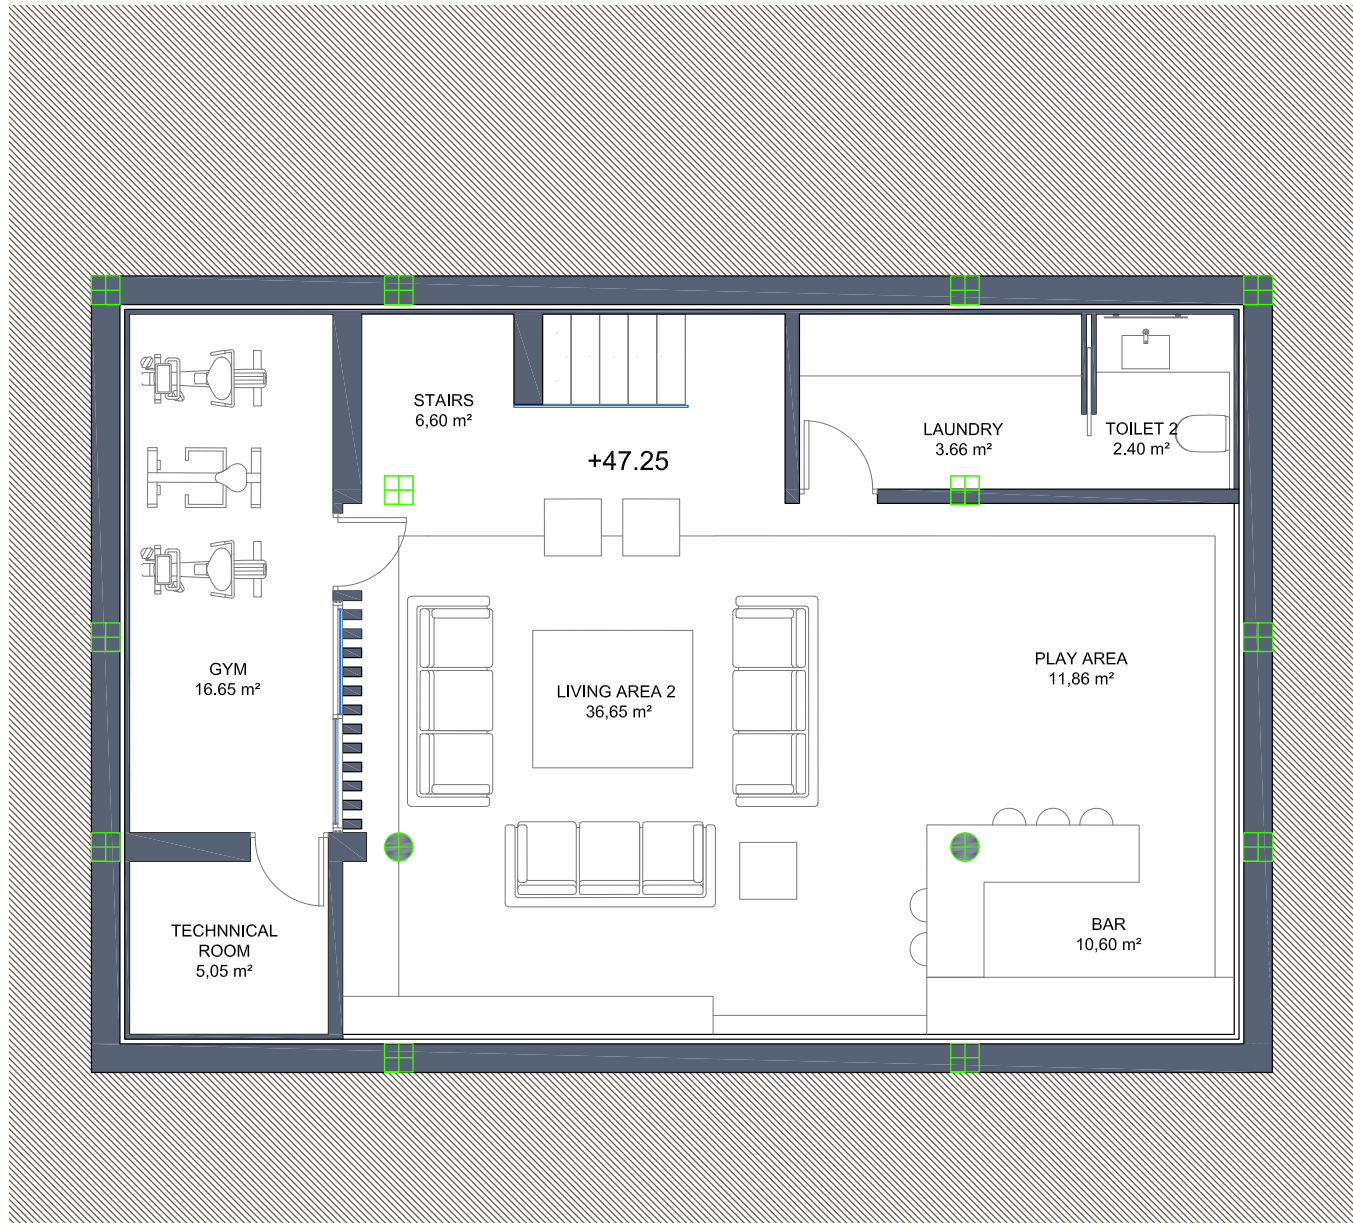 STAIRS
6,60 m²
+47.25
LAUNDRY
3.66 m²
TOILET 2
2.40 m²
GYM
16.65 m²
LIVING AREA 2
36,65 m²
PLAY AREA
11,86 m²
TECHNNICAL
ROOM
5,05 m²
BAR
10,60 m²